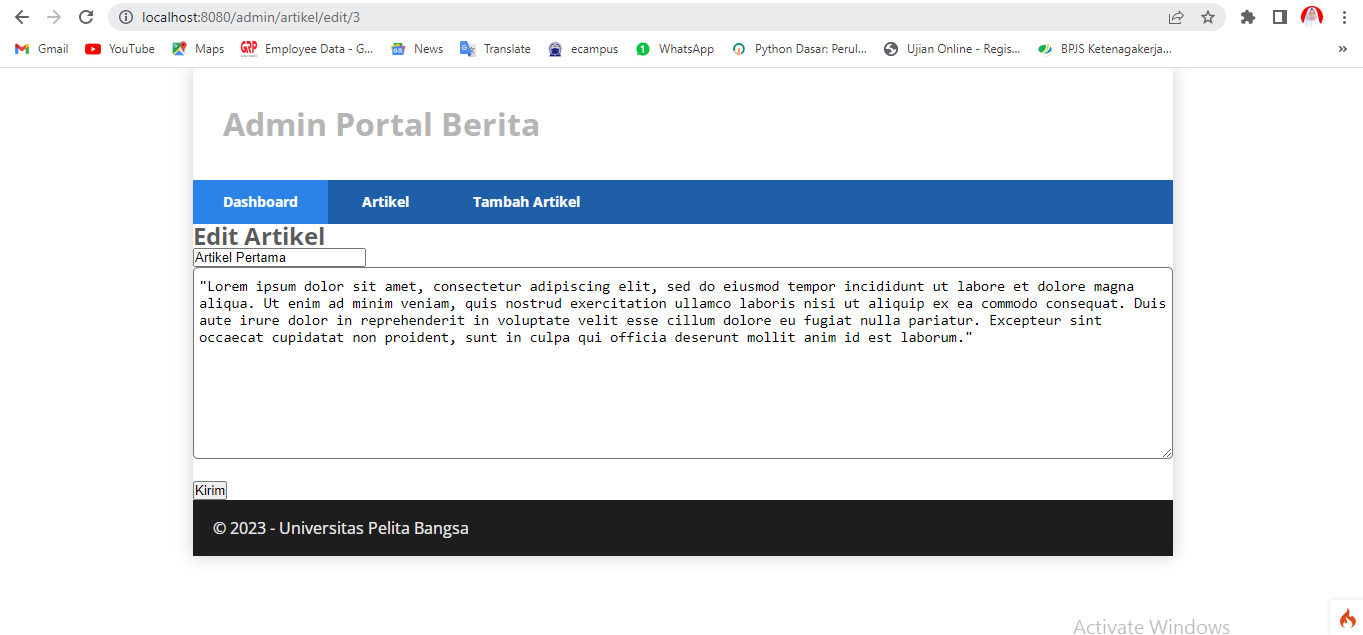 localhost:8080/admin/artikel/edit/3
Gmail YouTube Maps GRP Employee Data - G... News Translate ecampus 1 WhatsApp Python Dasar: Perul... Ujian Online - Regis... BPJS Ketenagakerja... »
Admin Portal Berita
Dashboard Artikel Tambah Artikel
Edit Artikel
Artikel Pertama
"Lorem ipsum dolor sit amet, consectetur adipiscing elit, sed do eiusmod tempor incididunt ut labore et dolore magna
aliqua. Ut enim ad minim veniam, quis nostrud exercitation ullamco laboris nisi ut aliquip ex ea commodo consequat. Duis
aute irure dolor in reprehenderit in voluptate velit esse cillum dolore eu fugiat nulla pariatur. Excepteur sint
occaecat cupidatat non proident, sunt in culpa qui officia deserunt mollit anim id est laborum."
Kirim
© 2023 - Universitas Pelita Bangsa
Activate Windows